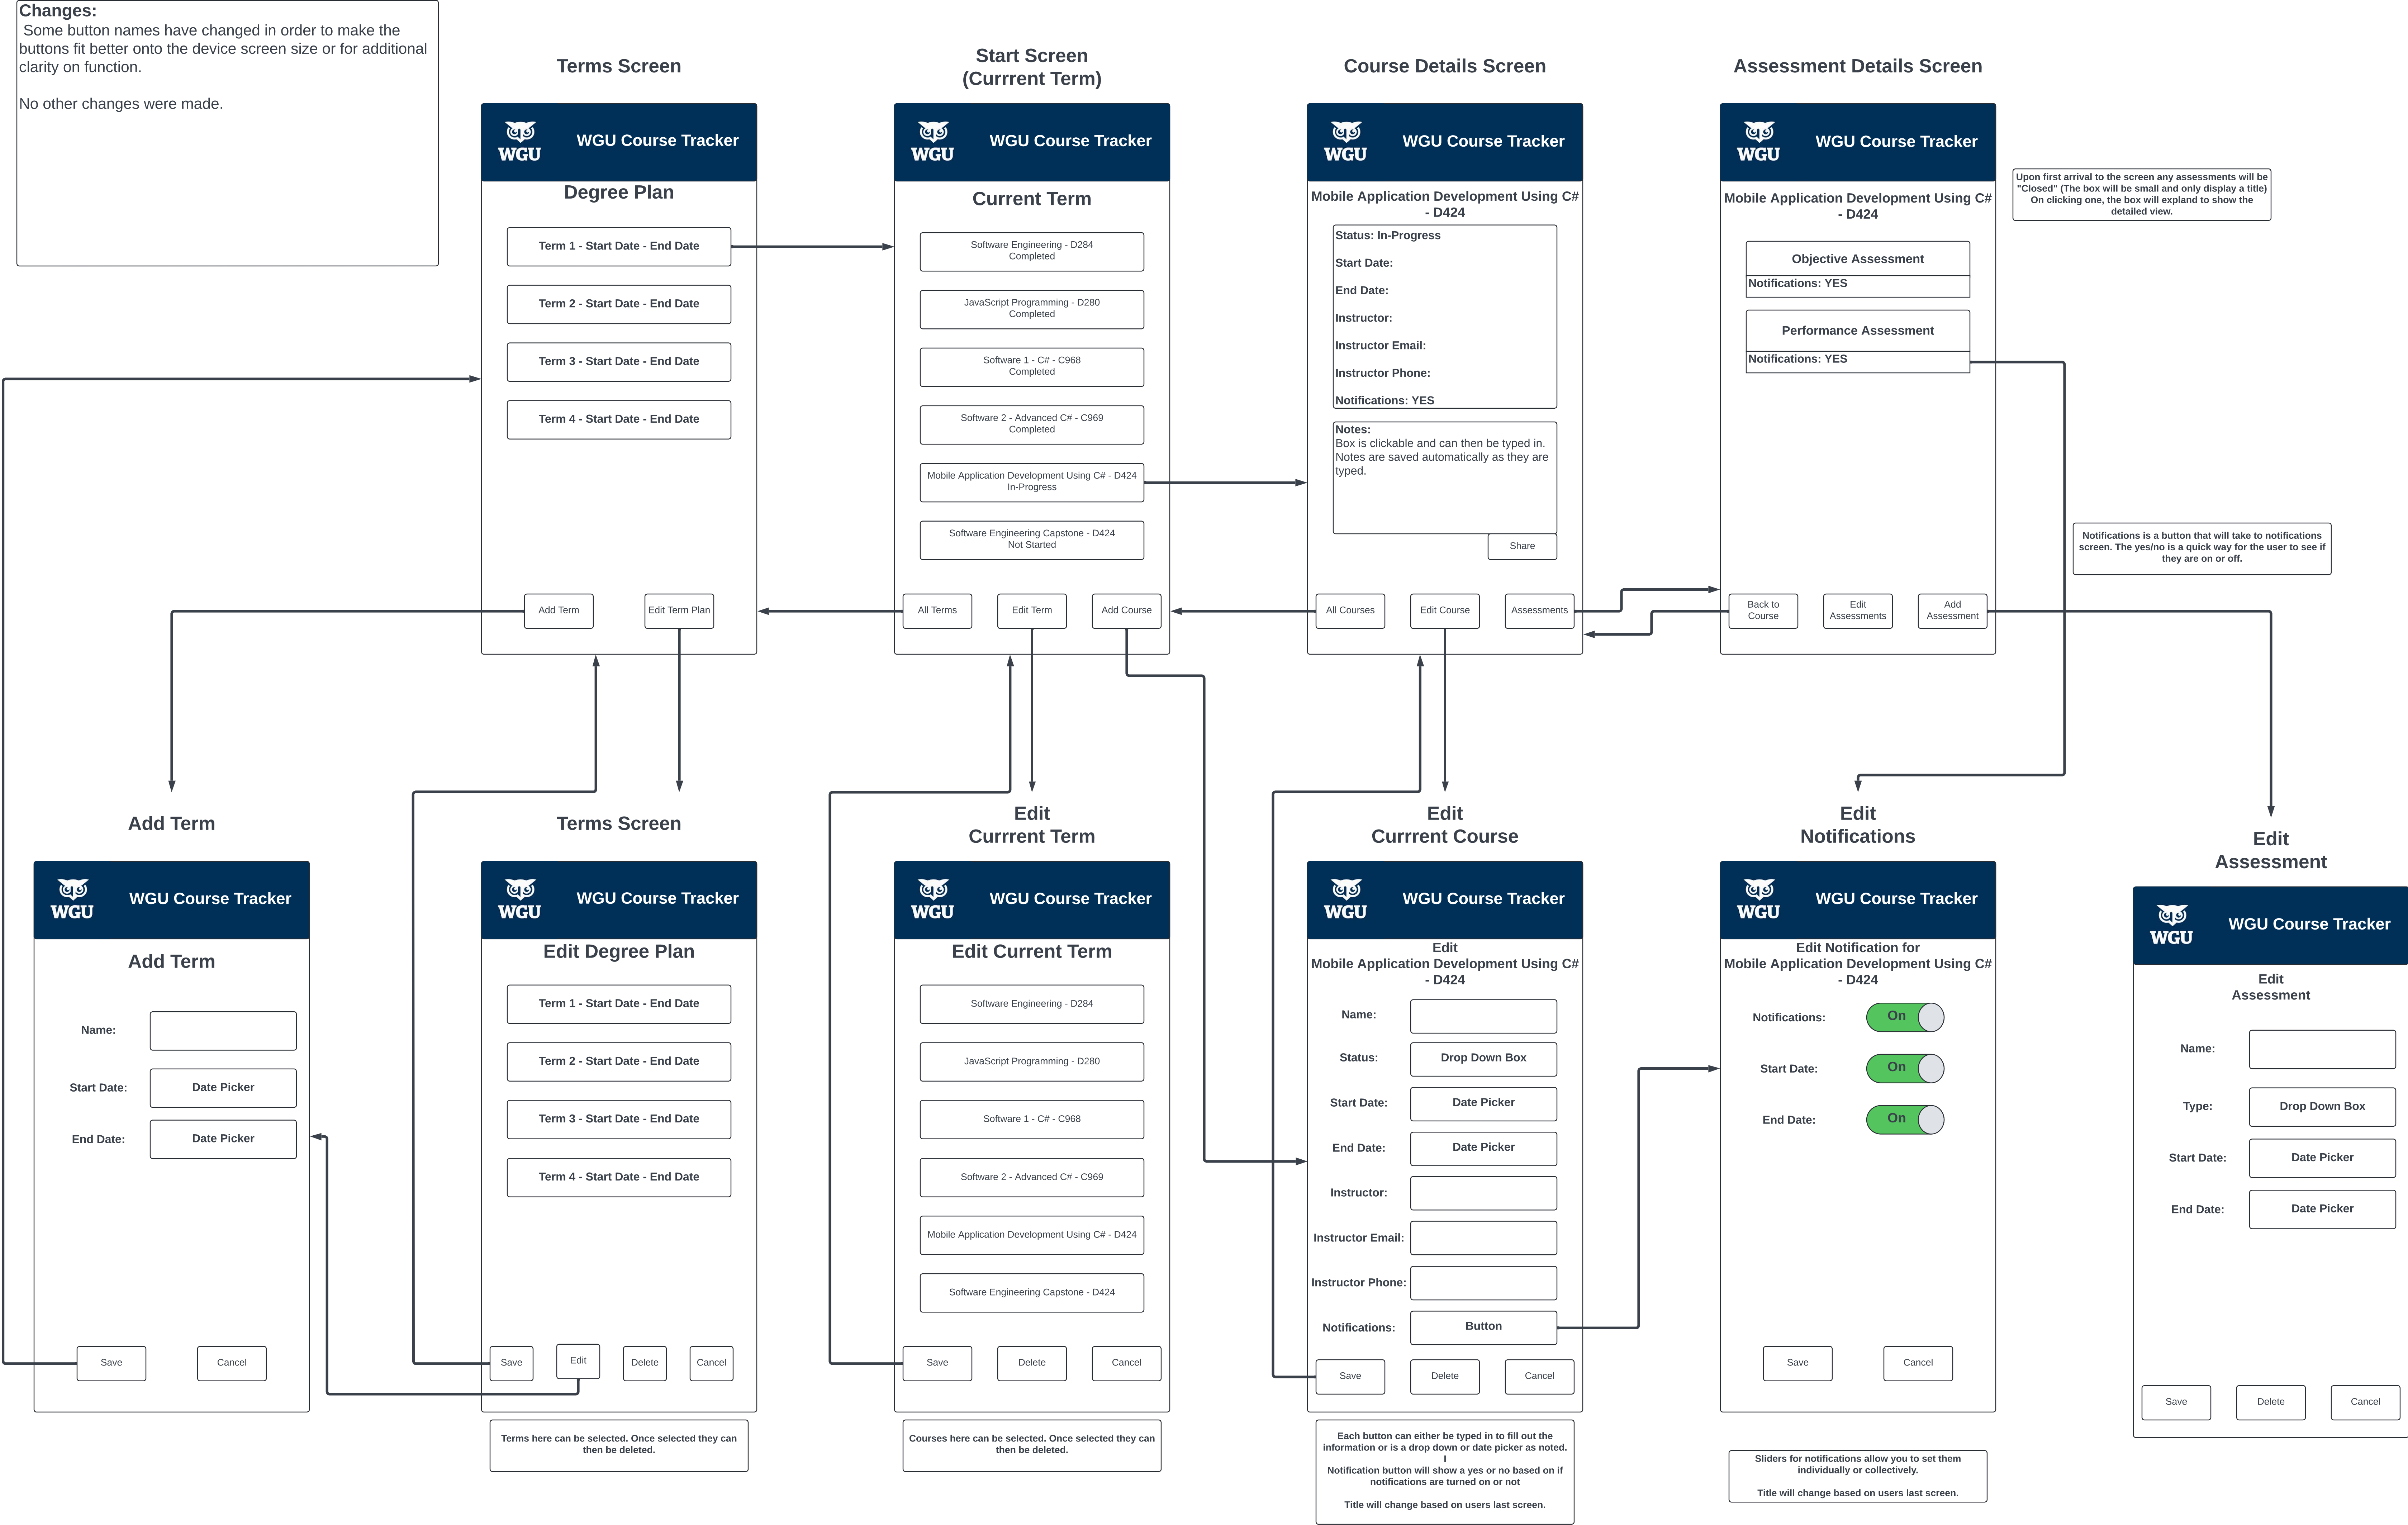 Changes:
Some button names have changed in order to make the
buttons fit better onto the device screen size or for additional
clarity on function.
No other changes were made.
Terms Screen
WGU
WGU Course Tracker
Degree Plan
Term 1 - Start Date - End Date
Term 2 - Start Date - End Date
Term 3 - Start Date - End Date
Term 4 - Start Date - End Date
Add Term
Edit Term Plan
Start Screen
(Currrent Term)
WGU
WGU Course Tracker
Current Term
Software Engineering - D284
Completed
JavaScript Programming - D280
Completed
Software 1 - C# - C968
Completed
Software 2 - Advanced C# - C969
Completed
Mobile Application Development Using C# - D424
In-Progress
Software Engineering Capstone - D424
Not Started
All Terms
Edit Term
Add Course
Course Details Screen
WGU
WGU Course Tracker
Mobile Application Development Using C#
- D424
Status: In-Progress
Start Date:
End Date:
Instructor:
Instructor Email:
Instructor Phone:
Notifications: YES
Notes:
Box is clickable and can then be typed in.
Notes are saved automatically as they are
typed.
Share
All Courses
Edit Course
Assessments
Assessment Details Screen
WGU
WGU Course Tracker
Mobile Application Development Using C#
- D424
Objective Assessment
Notifications: YES
Performance Assessment
Notifications: YES
Back to
Course
Edit
Assessments
Add
Assessment
Upon first arrival to the screen any assessments will be
"Closed" (The box will be small and only display a title)
On clicking one, the box will expland to show the
detailed view.
Notifications is a button that will take to notifications
screen. The yes/no is a quick way for the user to see if
they are on or off.
Add Term
WGU
WGU Course Tracker
Add Term
Name:
Start Date:
Date Picker
End Date:
Date Picker
Save
Cancel
Terms Screen
WGU
WGU Course Tracker
Edit Degree Plan
Term 1 - Start Date - End Date
Term 2 - Start Date - End Date
Term 3 - Start Date - End Date
Term 4 - Start Date - End Date
Save
Edit
Delete
Cancel
Terms here can be selected. Once selected they can
then be deleted.
Edit
Currrent Term
WGU
WGU Course Tracker
Edit Current Term
Software Engineering - D284
JavaScript Programming - D280
Software 1 - C# - C968
Software 2 - Advanced C# - C969
Mobile Application Development Using C# - D424
Software Engineering Capstone - D424
Save
Delete
Cancel
Courses here can be selected. Once selected they can
then be deleted.
Edit
Currrent Course
WGU
WGU Course Tracker
Edit
Mobile Application Development Using C#
- D424
Name:
Status:
Drop Down Box
Start Date:
Date Picker
End Date:
Date Picker
Instructor:
Instructor Email:
Instructor Phone:
Notifications:
Button
Save
Delete
Cancel
Each button can either be typed in to fill out the
information or is a drop down or date picker as noted.
I
Notification button will show a yes or no based on if
notifications are turned on or not
Title will change based on users last screen.
Edit
Notifications
WGU
WGU Course Tracker
Edit Notification for
Mobile Application Development Using C#
- D424
Notifications:
On
Start Date:
On
End Date:
On
Save
Cancel
Sliders for notifications allow you to set them
individually or collectively.
Title will change based on users last screen.
Edit
Assessment
WGU
WGU Course Tracker
Edit
Assessment
Name:
Type:
Drop Down Box
Start Date:
Date Picker
End Date:
Date Picker
Save
Delete
Cancel